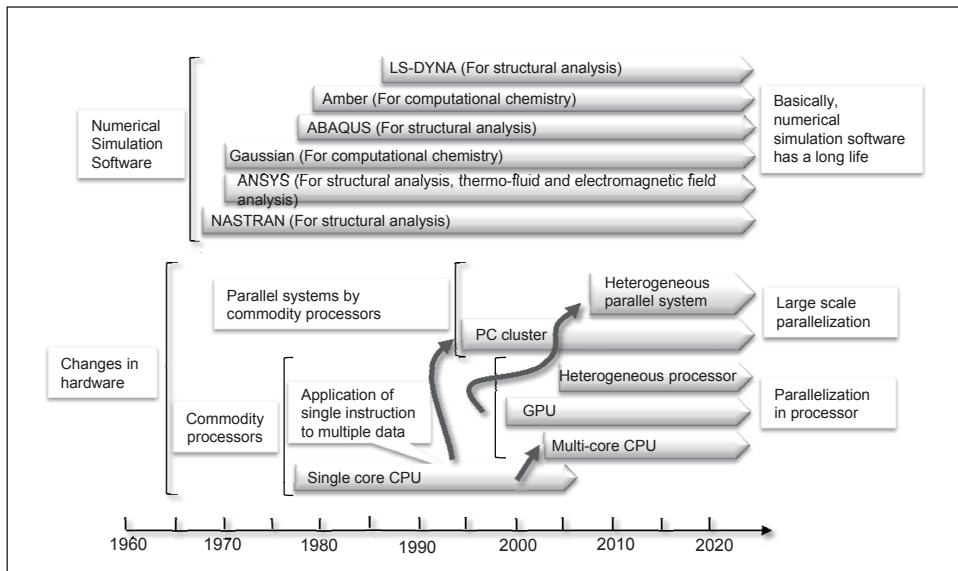 LS-DYNA (For structural analysis)
Amber (For computational chemistry)
ABAQUS (For structural analysis)
Gaussian (For computational chemistry)
ANSYS (For structural analysis, thermo-fluid and electromagnetic field
analysis)
NASTRAN (For structural analysis)
Numerical
Simulation
Software
Basically,
numerical
simulation software
has a long life
Changes in
hardware
Parallel systems by
commodity processors
Heterogeneous
parallel system
PC cluster
Large scale
parallelization
Commodity
processors
Application of
single instruction
to multiple data
Heterogeneous processor
GPU
Multi-core CPU
Single core CPU
Parallelization
in processor
1960
1970
1980
1990
2000
2010
2020